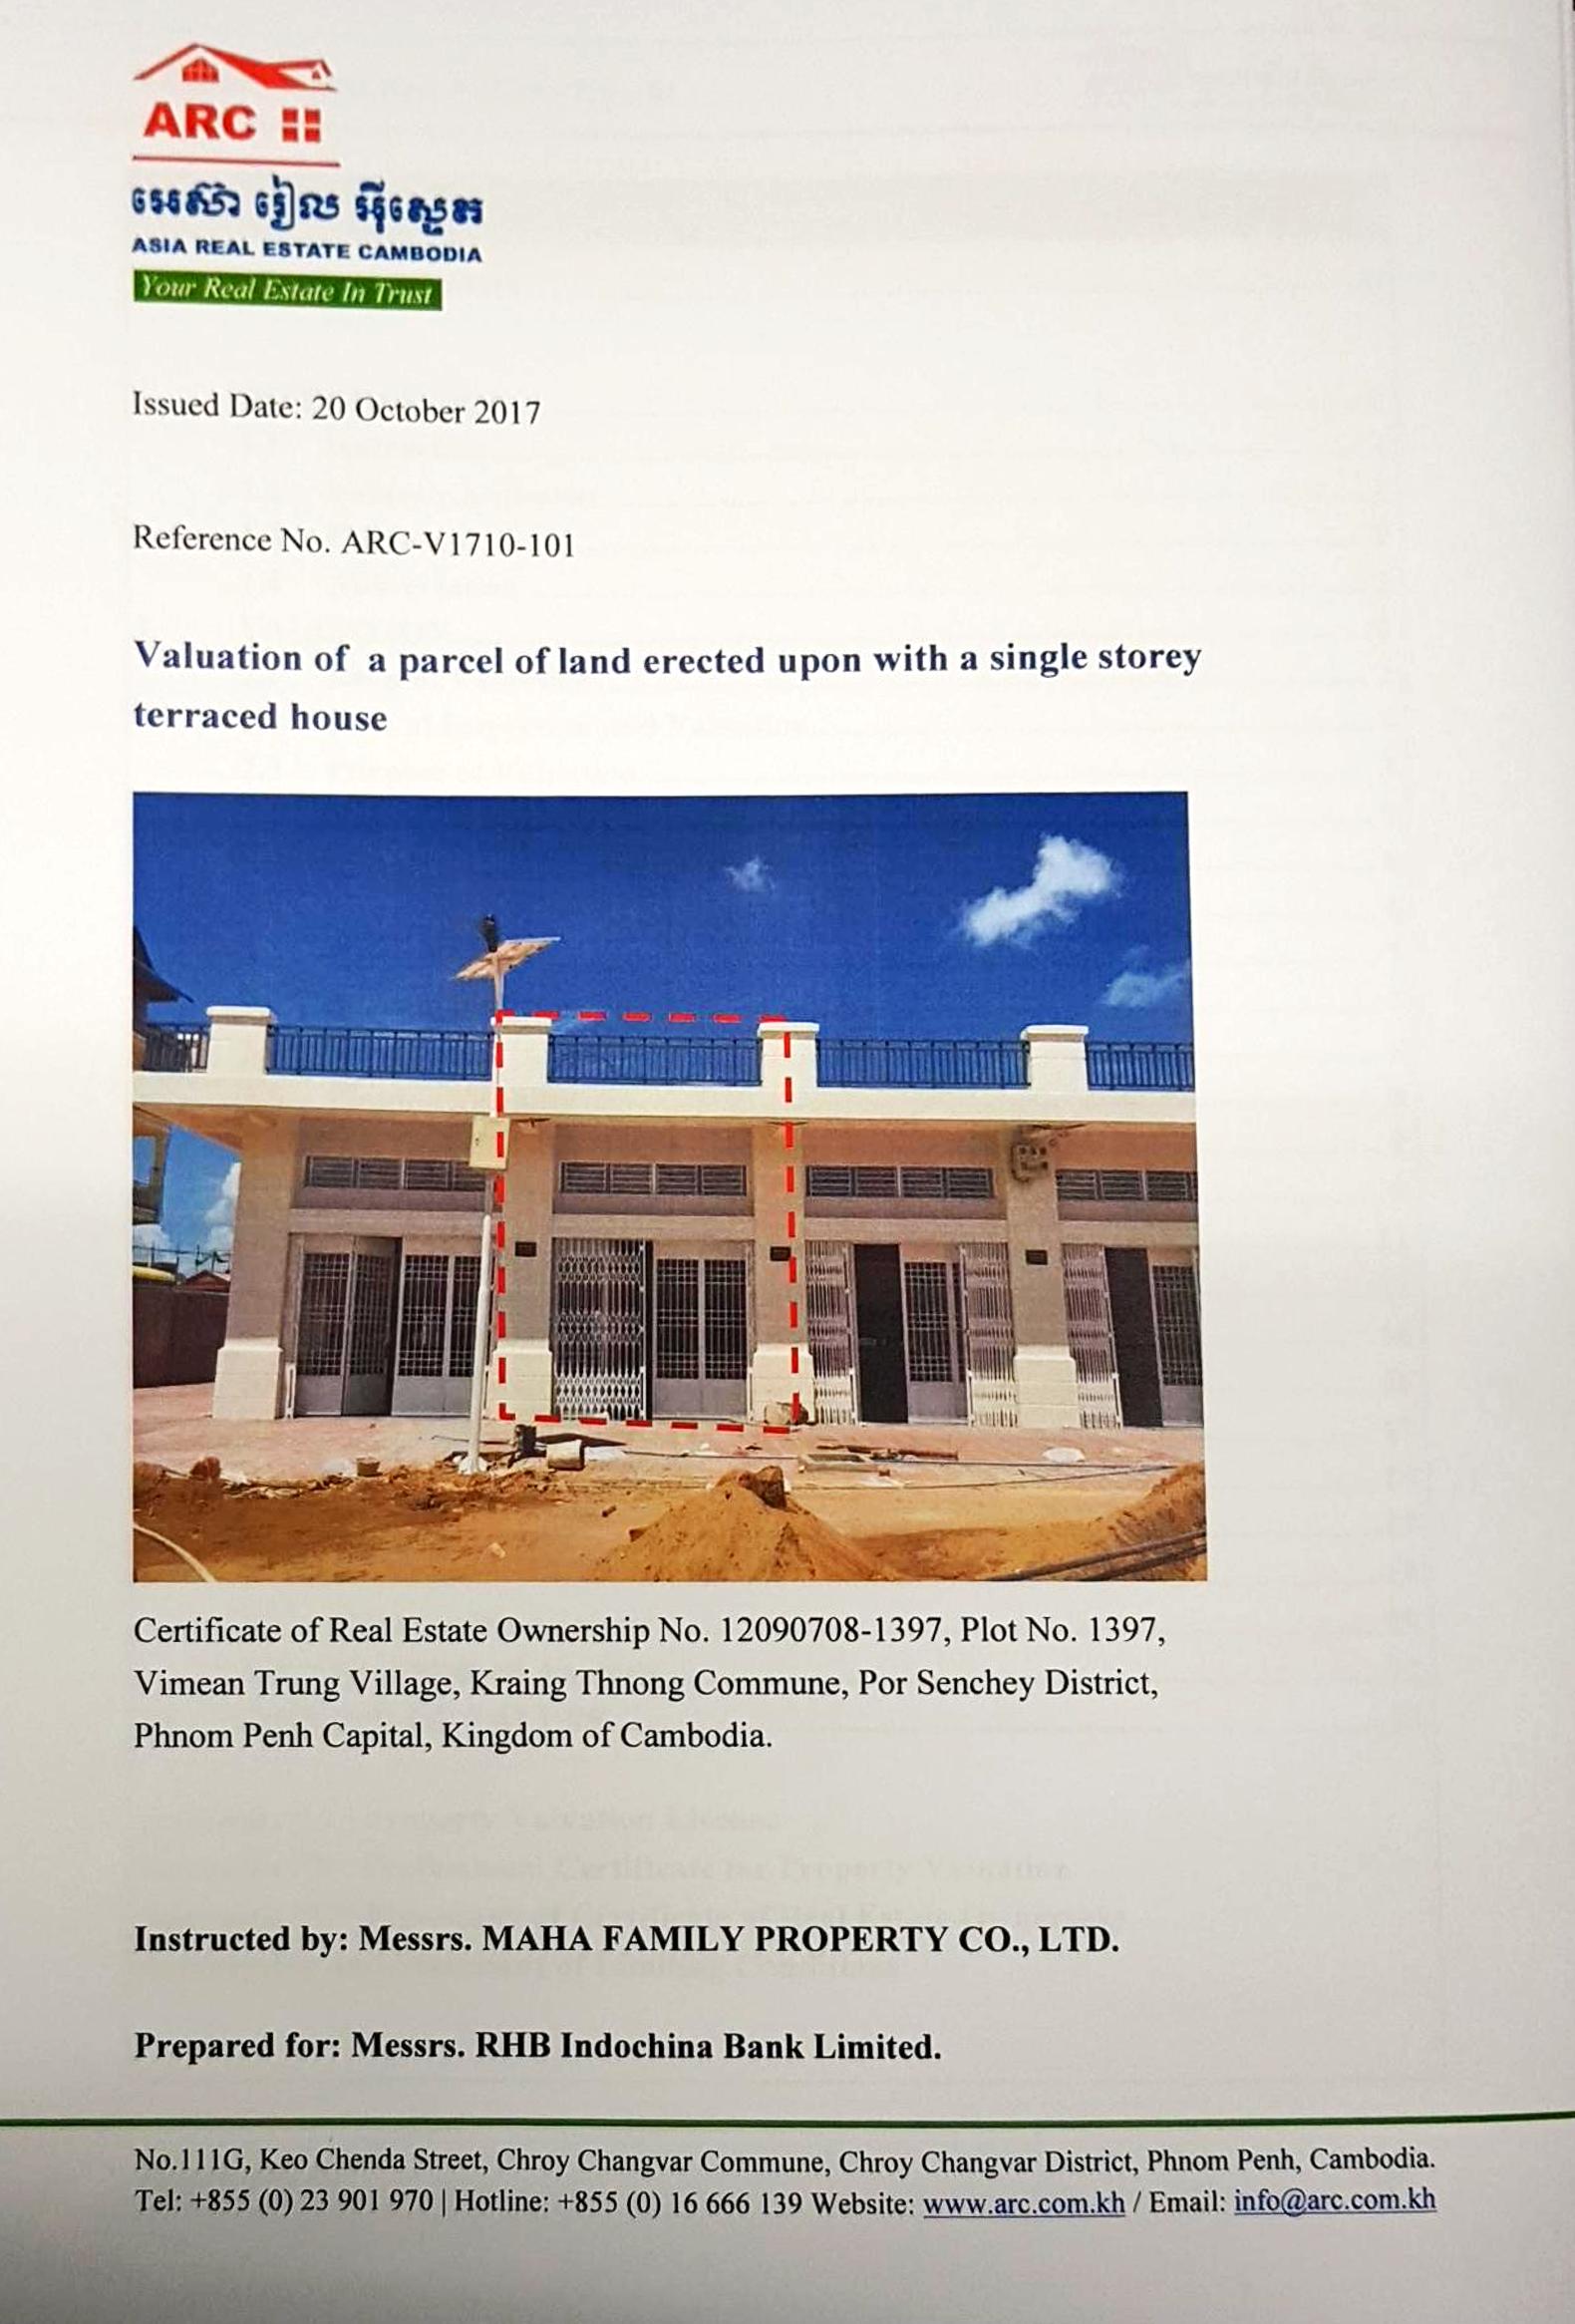 ARC
អេស៊ា រៀល អ៊ីស្ទេត
ASIA REAL ESTATE CAMBODIA
Your Real Estate In Trust
Issued Date: 20 October 2017
Reference No. ARC-V1710-101
Valuation of a parcel of land erected upon with a single storey
terraced house
Certificate of Real Estate Ownership No. 12090708-1397, Plot No. 1397,
Vimean Trung Village, Kraing Thnong Commune, Por Senchey District,
Phnom Penh Capital, Kingdom of Cambodia.
Instructed by: Messrs. MAHA FAMILY PROPERTY CO., LTD.
Prepared for: Messrs. RHB Indochina Bank Limited.
No.111G, Keo Chenda Street, Chroy Changvar Commune, Chroy Changvar District, Phnom Penh, Cambodia.
Tel: +855 (0) 23 901 970 | Hotline: +855 (0) 16 666 139 Website: www.arc.com.kh / Email: info@arc.com.kh